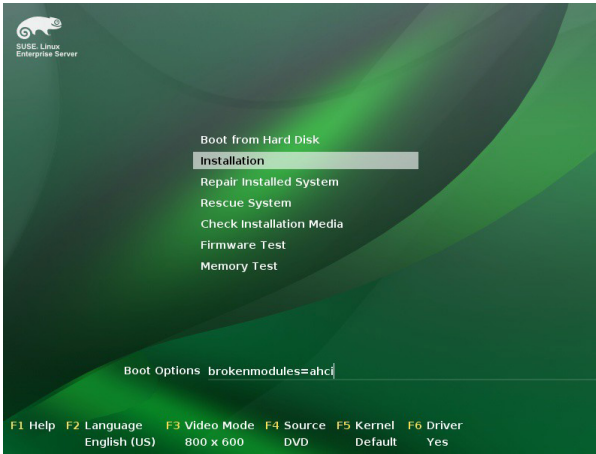 SUSE. Linux
Enterprise Server
Boot from Hard Disk
Installation
Repair Installed System
Rescue System
Check Installation Media
Firmware Test
Memory Test
Boot Options brokenmodules=ahci
F1 Help F2 Language F3 Video Mode F4 Source F5 Kernel F6 Driver
English (US) 800 x 600 DVD Default Yes